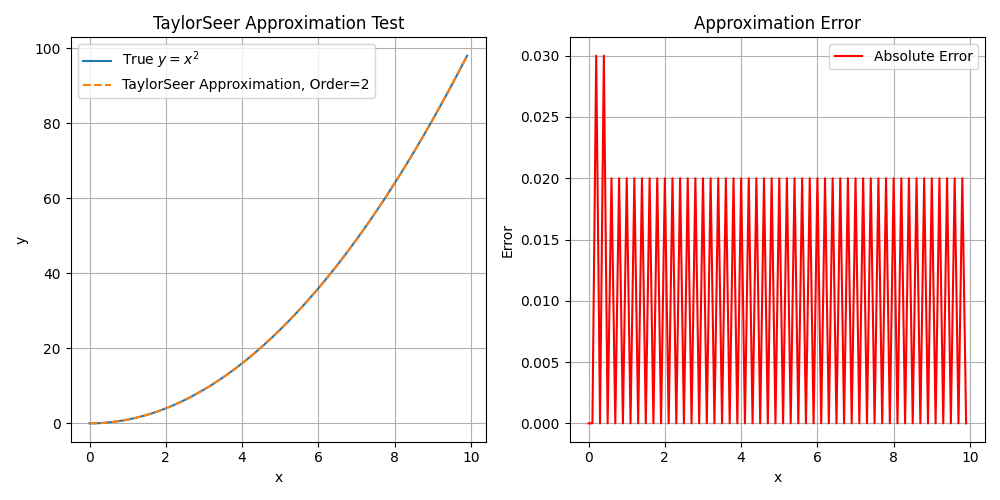 TaylorSeer Approximation Test
True $y = x^2$
TaylorSeer Approximation, Order=2
100
80
60
40
20
0
y
0 2 4 6 8 10
x
Approximation Error
Absolute Error
0.030
0.025
0.020
0.015
0.010
0.005
0.000
Error
0 2 4 6 8 10
x